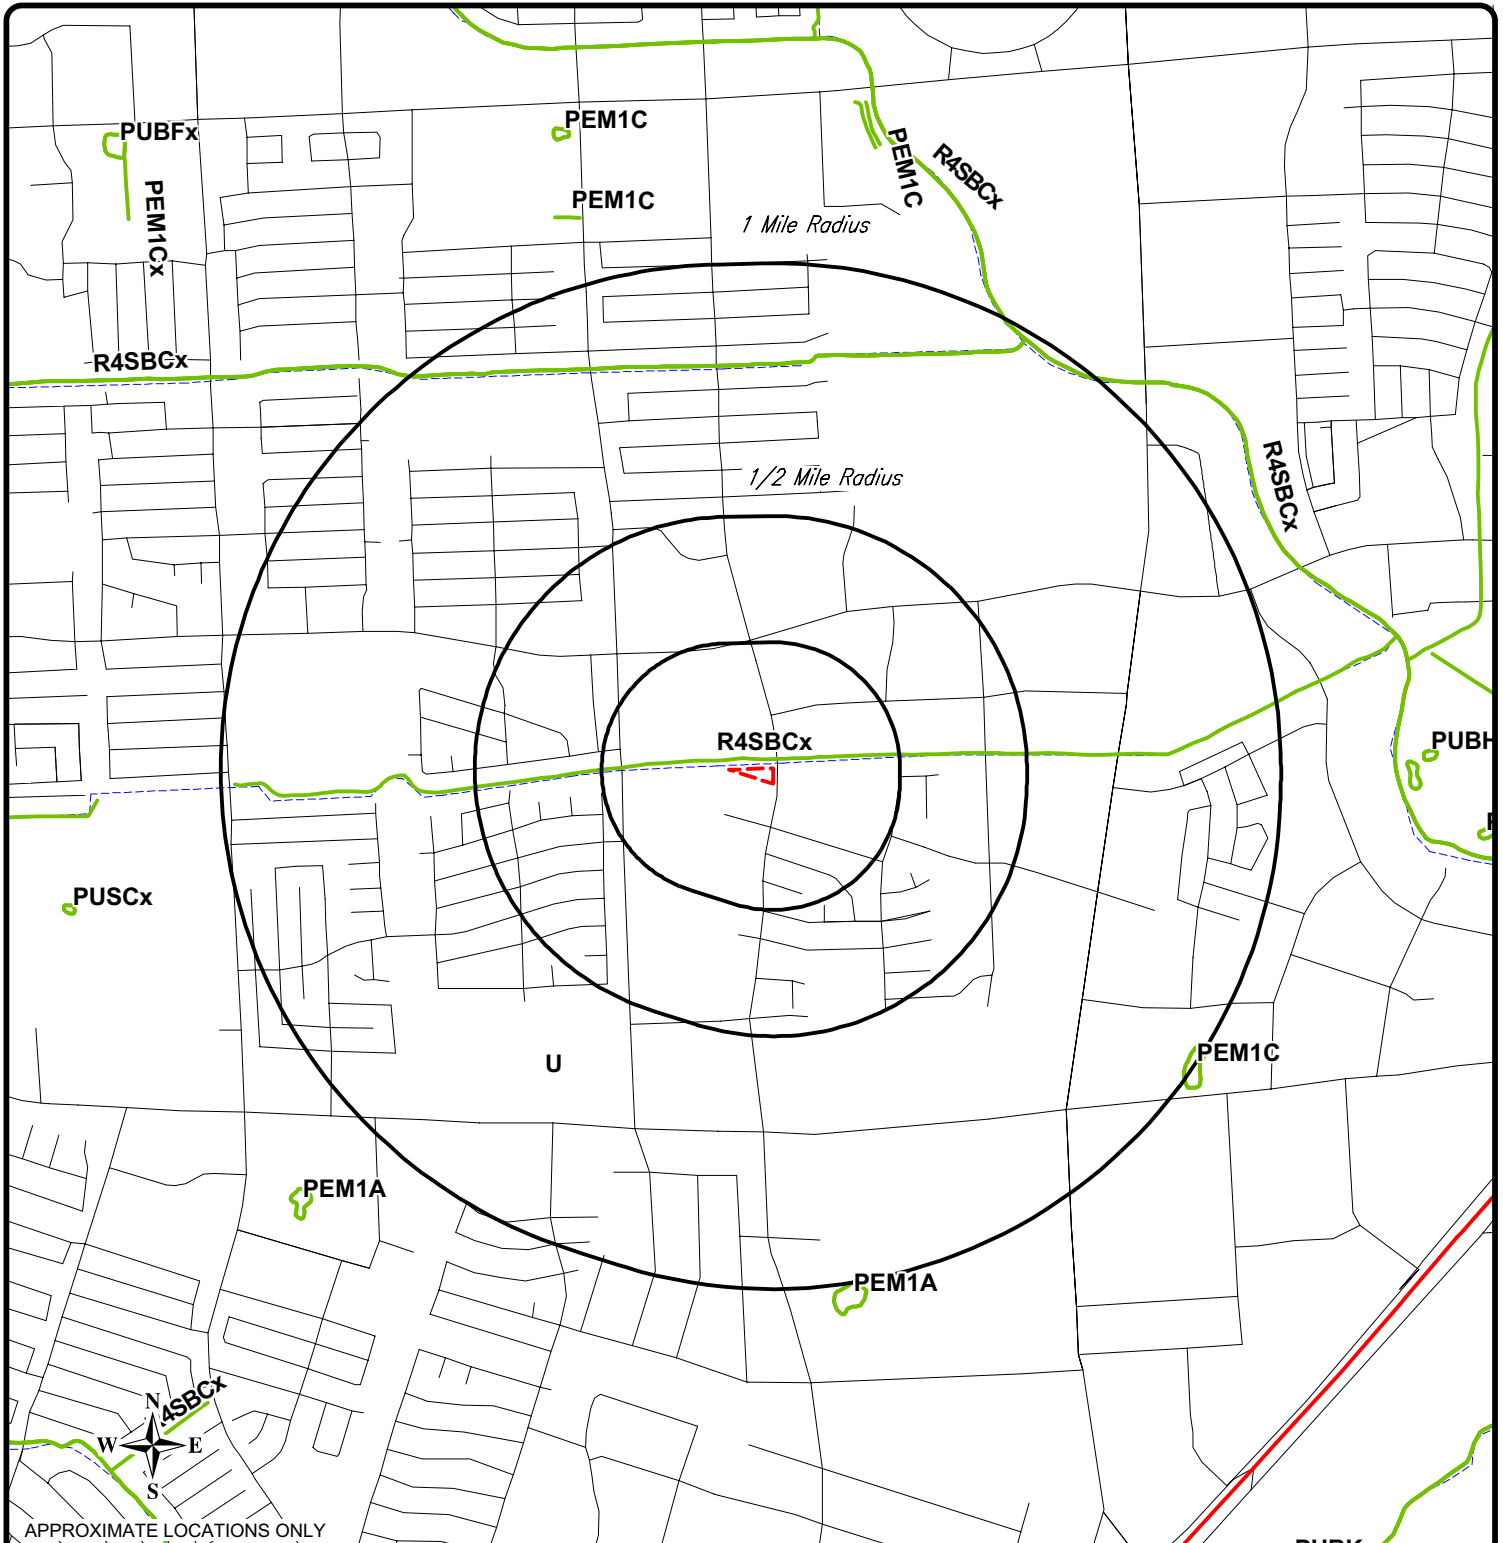 PUBFx
PEM1C
PEM1C
R4SBCx
PEM1Cx
PEM1C
1 Mile Radius
R4SBCx
1/2 Mile Radius
R4SBCx
R4SBCx
PUBH
PUSCx
U
PEM1C
PEM1A
PEM1A
4SBCx
N
W E
S
APPROXIMATE LOCATIONS ONLY